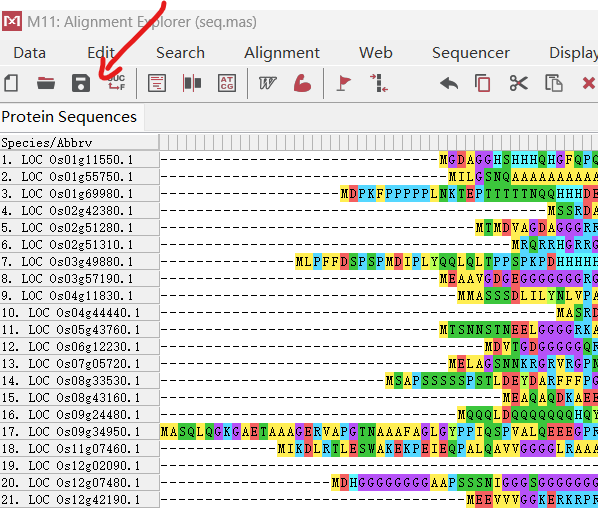 M11: Alignment Explorer (seq.mas)
Data Edit Search Alignment Web Sequencer Display
Protein Sequences
Species/Abbrv
1. LOC Os01g11550.1 MGDAGGHSHHHQHGFQPQ
2. LOC Os01g55750.1 MILGSNQAAAAAAAAAA
3. LOC Os01g69980.1 MDPKFPPPPPLNKTEPTTTTTNQQHHHDE
4. LOC Os02g42380.1 MSSRDA
5. LOC Os02g51280.1 MTMDVAGDAGGGRR
6. LOC Os02g51310.1 MRQRRHGRRG
7. LOC Os03g49880.1 MLPFFDSPSPMDIPLYQQLQLTPPSPKPDHHHHH
8. LOC Os03g57190.1 MEAAVGDGEGGGGGGGRG
9. LOC Os04g11830.1 MMASSSDLILYNLVPA
10. LOC Os04g44440.1 MASRD
11. LOC Os05g43760.1 MTSNNSTNEELGGGGRKA
12. LOC Os06g12230.1 MDVTGDGGGGGGQR
13. LOC Os07g05720.1 MELAGSNNKRGRVRGPN
14. LOC Os08g33530.1 MSAPSSSSSPSTLDEYDARFFFPG
15. LOC Os08g43160.1 MEAQAQDKAEE
16. LOC Os09g24480.1 MQQQLDQQQQQQHQY
17. LOC Os09g34950.1 MASQLQGKGAETAAAGERVAPGTNAAAFAGLGYPPIQSPVALQEEEGPR
18. LOC Os11g07460.1 MIKDLRTLESWAKEKPEIEQPALQAVVGGGGLRAAA
19. LOC Os12g02090.1
20. LOC Os12g07480.1 MDHGGGGGGGGAAPSSSNIGGGSGGGGGGG
21. LOC Os12g42190.1 MEEVVVGGKERKRPR